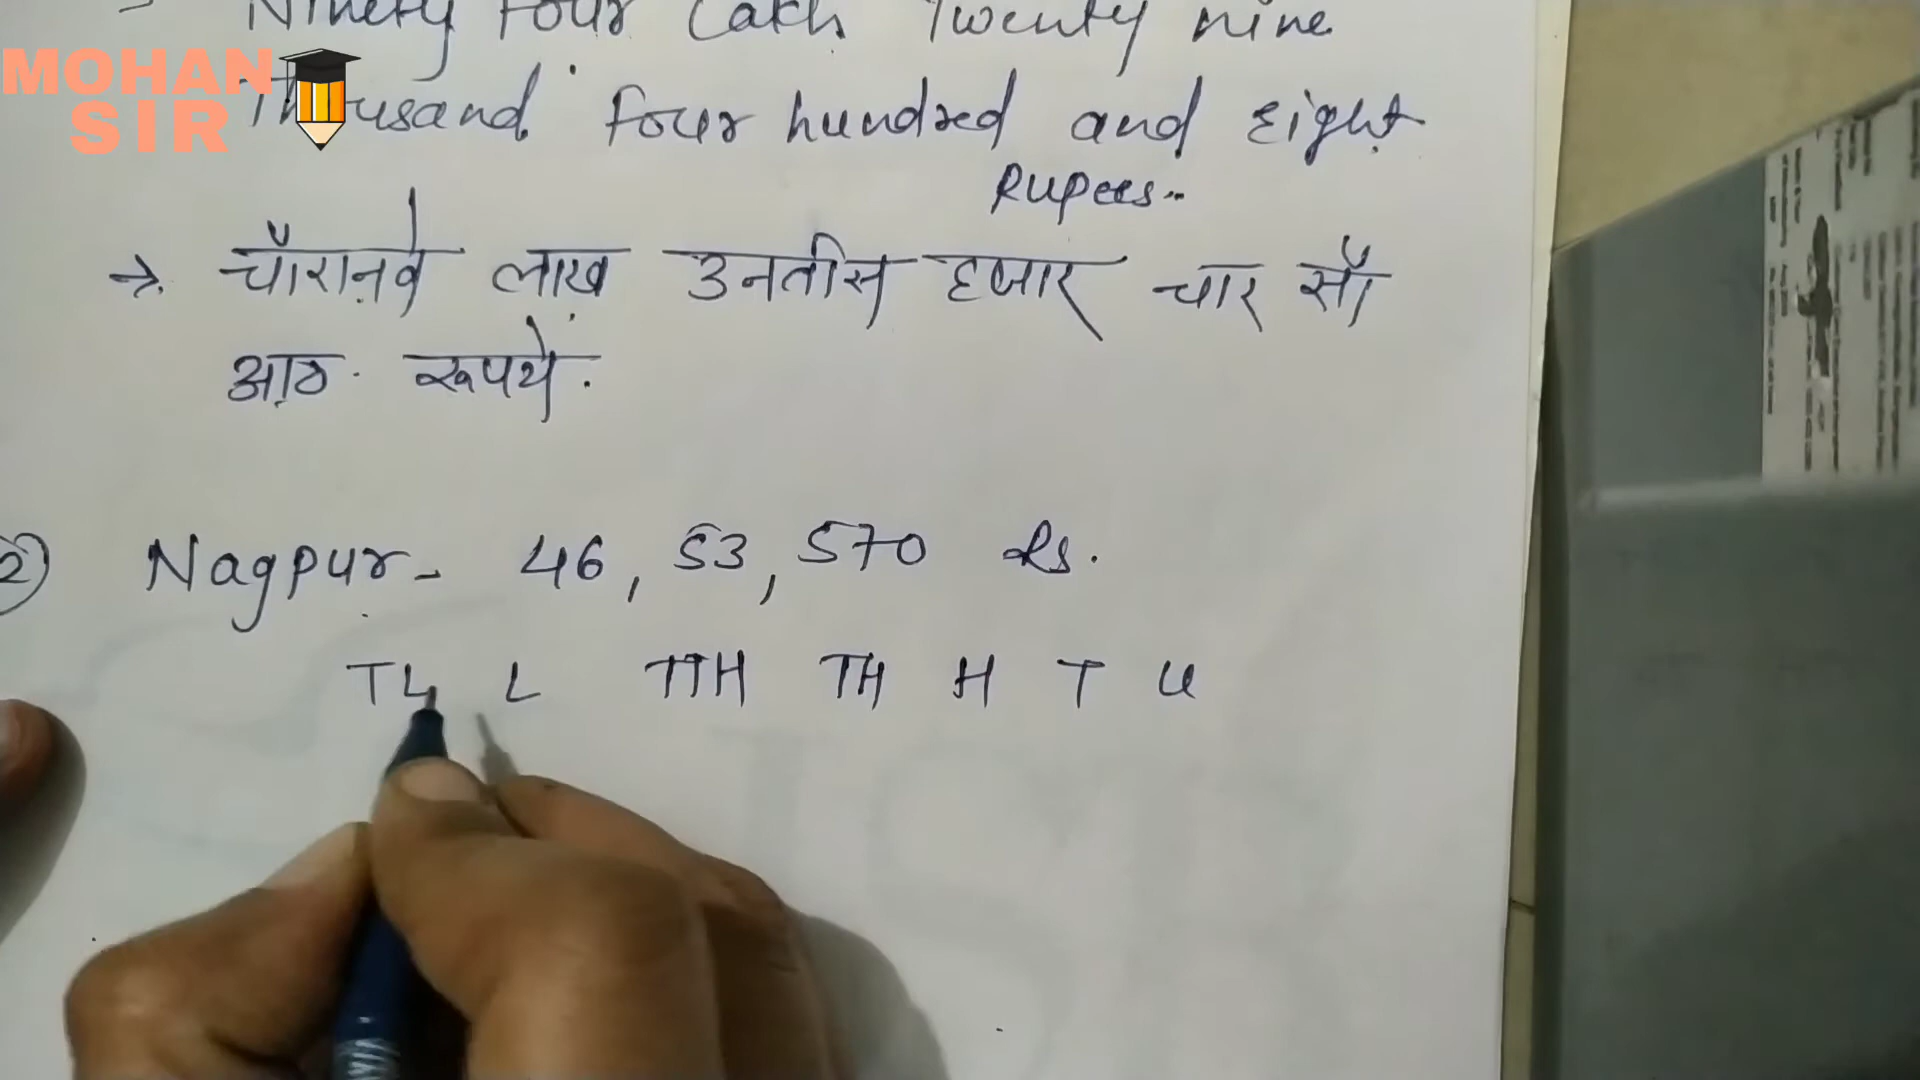 Ninety Four Lakh Twenty nine
MOHAN
SIR
Thousand Four hundred and Eight
Rupees..
→ चौरानवे लाख उनतीस हजार चार सौ
आठ रूपये.
2) Nagpur - 46, 53, 570 Rs.
TL L TTH TH H T U